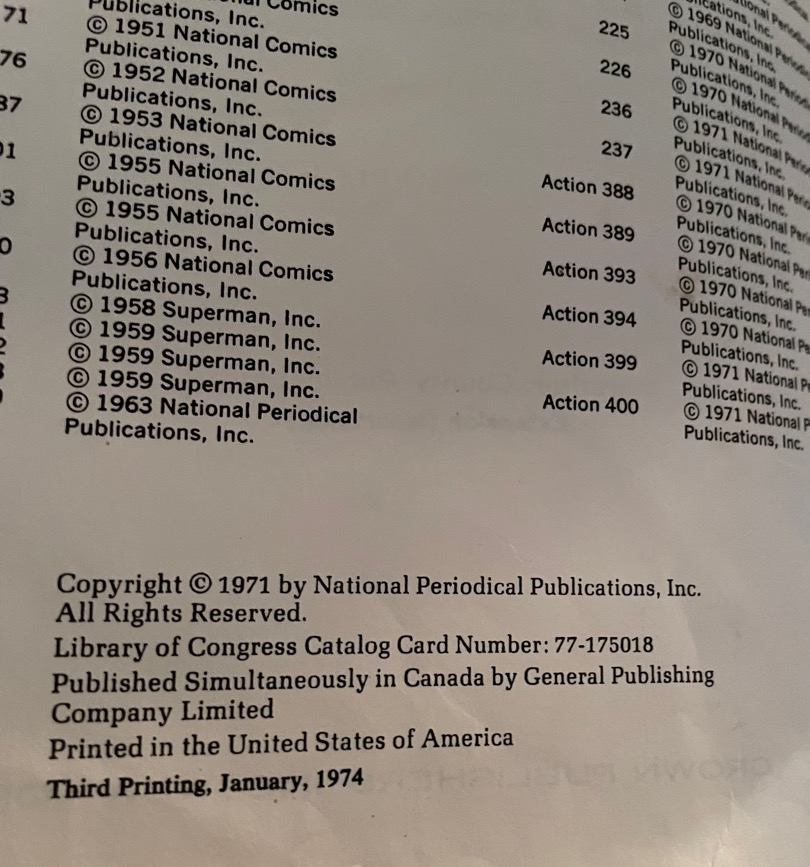 71
76
Comics
Publications, Inc.
© 1951 National Comics
Publications, Inc.
© 1952 National Comics
Publications, Inc.
© 1953 National Comics
Publications, Inc.
© 1955 National Comics
Publications, Inc.
© 1955 National Comics
Publications, Inc.
© 1956 National Comics
Publications, Inc.
© 1958 Superman, Inc.
© 1959 Superman, Inc.
© 1959 Superman, Inc.
© 1959 Superman, Inc.
© 1963 National Periodical
Publications, Inc.
225
226
236
237
Action 388
Action 389
Action 393
Action 394
Action 399
Action 400
© 1969 National
Publications, Inc.
© 1970 National
Publications, Inc.
© 1970 National
Publications, Inc.
© 1971 National
Publications, Inc.
© 1971 National
Publications, Inc.
© 1970 National
Publications, Inc.
© 1970 National
Publications, Inc.
© 1970 National
Publications, Inc.
© 1970 National
Publications, Inc.
© 1971 National
Publications, Inc.
© 1971 National
Publications, Inc.
Copyright © 1971 by National Periodical Publications, Inc.
All Rights Reserved.
Library of Congress Catalog Card Number: 77-175018
Published Simultaneously in Canada by General Publishing
Company Limited
Printed in the United States of America
Third Printing, January, 1974